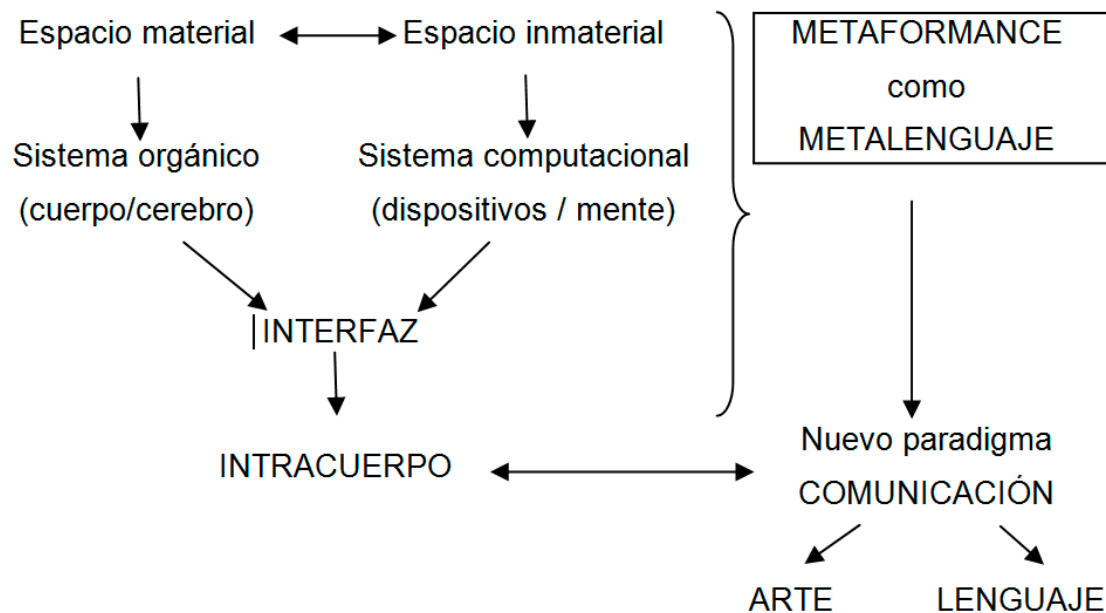 Espacio material
Espacio inmaterial
METAFORMANCE
como
METALENGUAJE
Sistema orgánico
(cuerpo/cerebro)
Sistema computacional
(dispositivos / mente)
INTERFAZ
INTRACUERPO
Nuevo paradigma
COMUNICACIÓN
ARTE
LENGUAJE